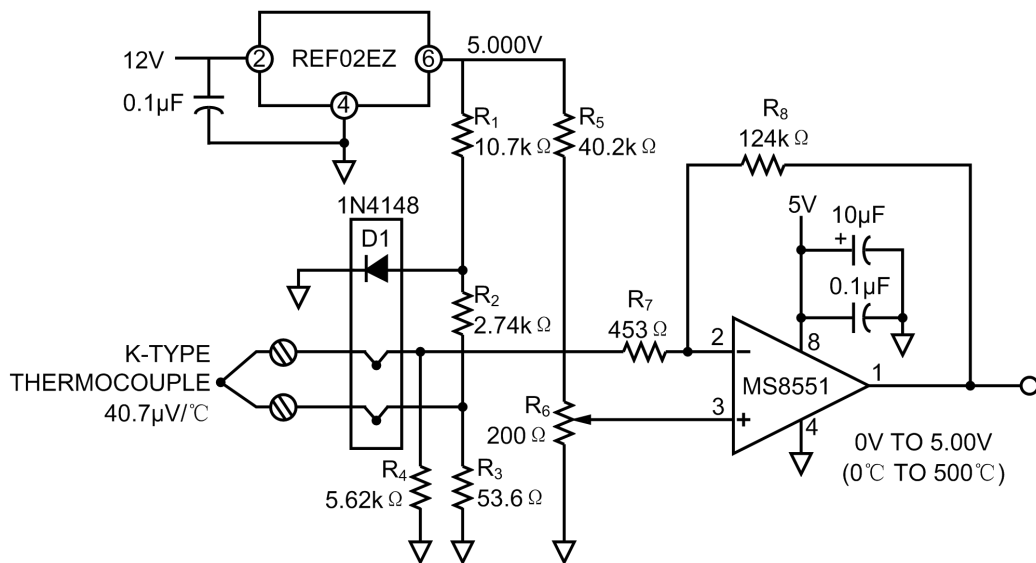 12V
2
REF02EZ
6
5.000V
0.1µF
4
R1
10.7kΩ
R5
40.2kΩ
R8
124kΩ
1N4148
D1
5V
10µF
+
0.1µF
R2
2.74kΩ
R7
453Ω
K-TYPE
THERMOCOUPLE
40.7µV/℃
2
8
MS8551
1
3
4
R6
200Ω
R4
5.62kΩ
R3
53.6Ω
0V TO 5.00V
(0℃ TO 500℃)